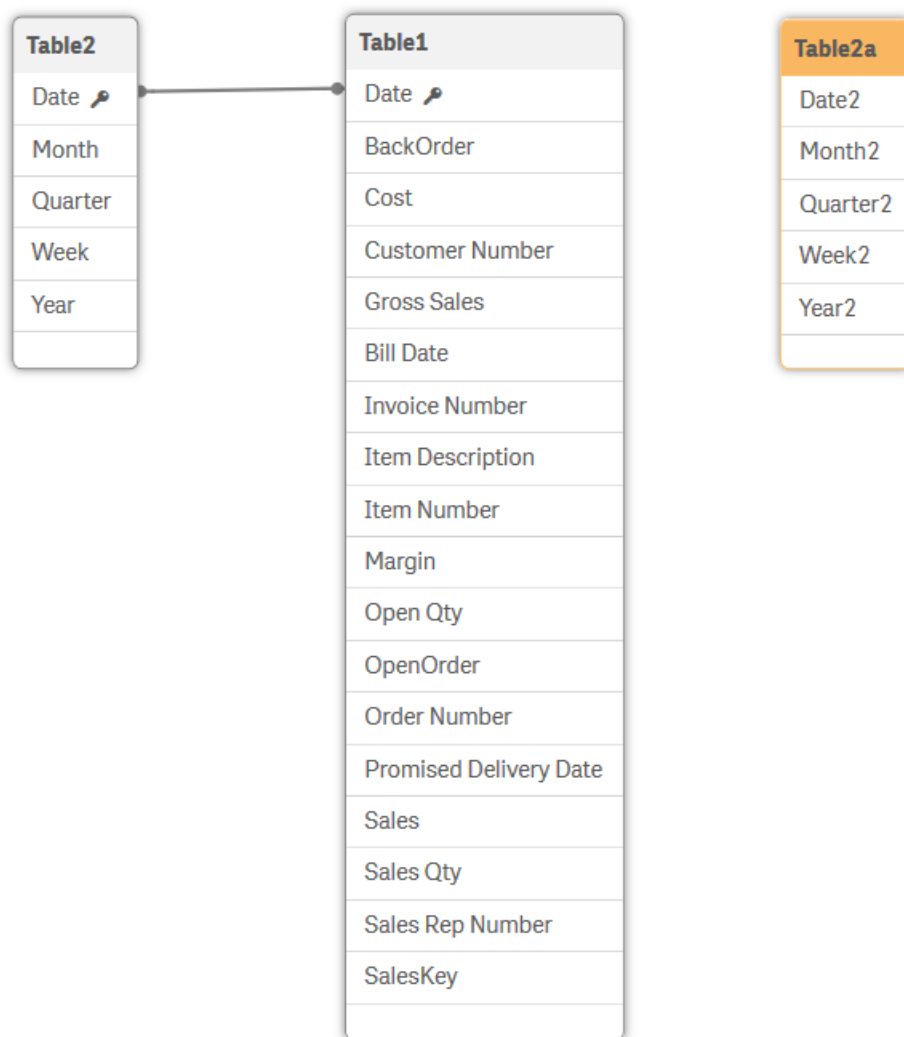 Table2
Date
Month
Quarter
Week
Year
Table1
Date
BackOrder
Cost
Customer Number
Gross Sales
Bill Date
Invoice Number
Item Description
Item Number
Margin
Open Qty
OpenOrder
Order Number
Promised Delivery Date
Sales
Sales Qty
Sales Rep Number
SalesKey
Table2a
Date2
Month2
Quarter2
Week2
Year2